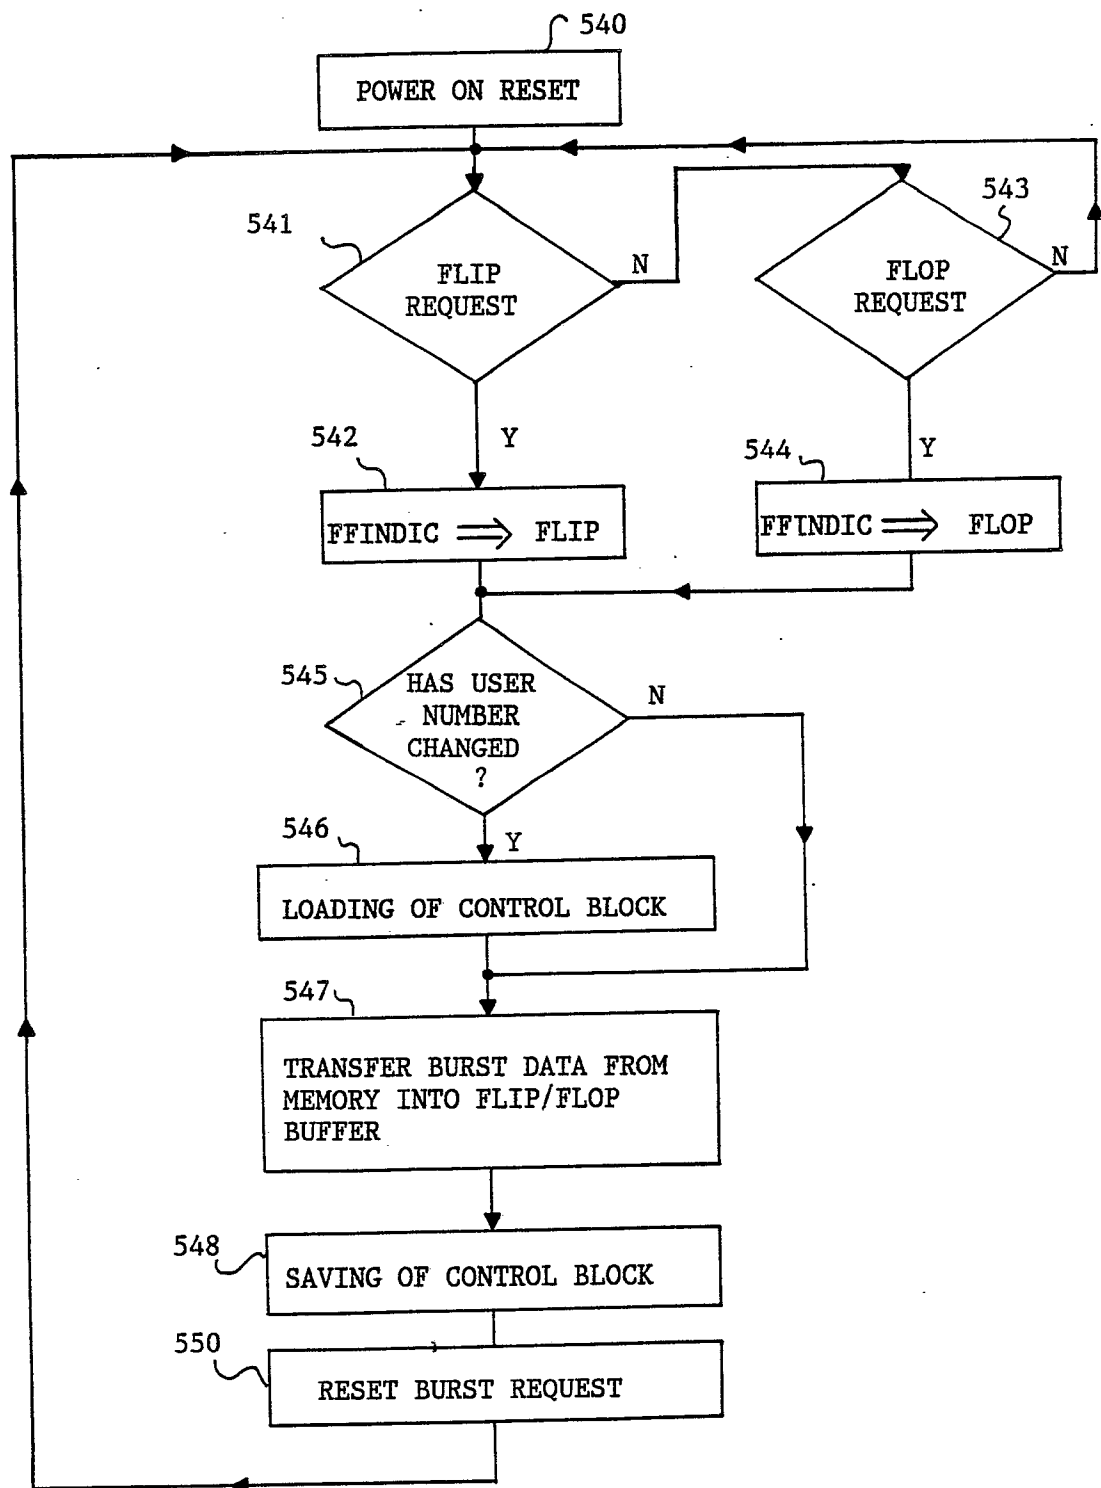 540
POWER ON RESET
541
FLIP
REQUEST
N
543
FLOP
REQUEST
N
Y
542
FFINDIC ⟹ FLIP
Y
544
FFINDIC ⟹ FLOP
545
HAS USER
NUMBER
CHANGED
?
N
Y
546
LOADING OF CONTROL BLOCK
547
TRANSFER BURST DATA FROM
MEMORY INTO FLIP/FLOP
BUFFER
548
SAVING OF CONTROL BLOCK
550
RESET BURST REQUEST